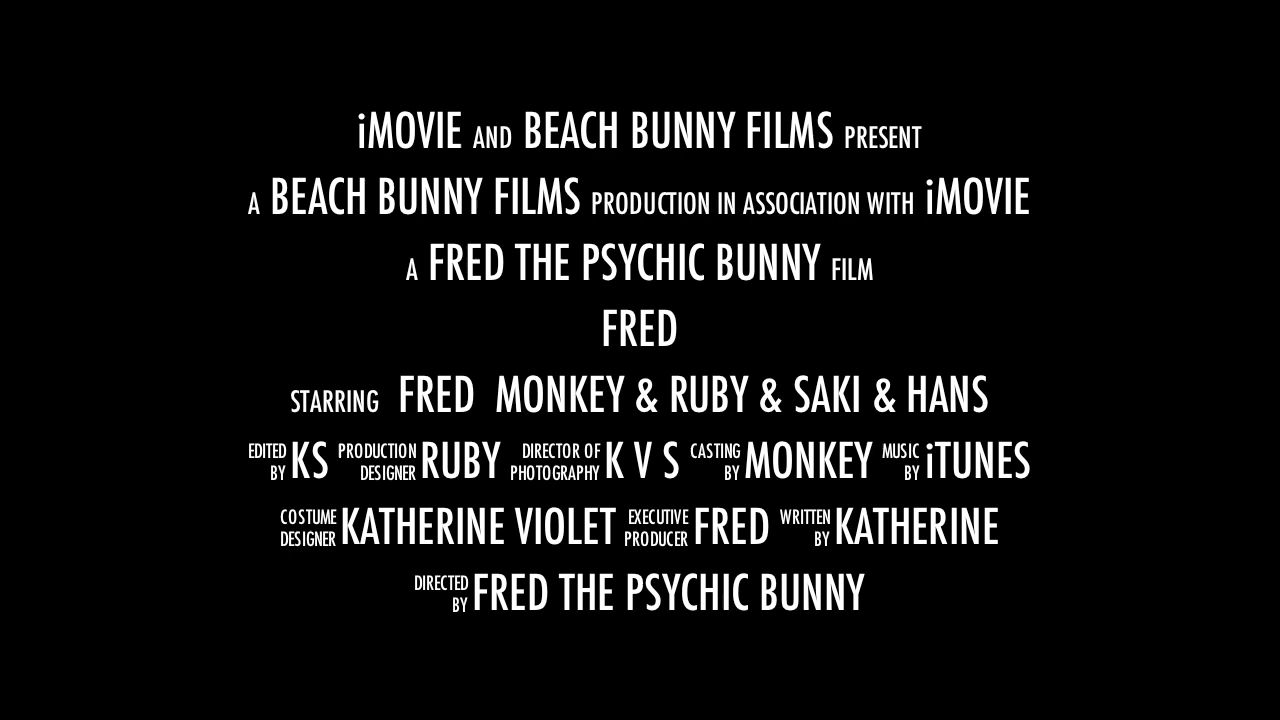 iMOVIE AND BEACH BUNNY FILMS PRESENT
A BEACH BUNNY FILMS PRODUCTION IN ASSOCIATION WITH iMOVIE
A FRED THE PSYCHIC BUNNY FILM
FRED
STARRING FRED MONKEY & RUBY & SAKI & HANS
EDITED BY KS PRODUCTION DESIGNER RUBY DIRECTOR OF PHOTOGRAPHY K V S CASTING BY MONKEY MUSIC BY iTUNES
COSTUME DESIGNER KATHERINE VIOLET EXECUTIVE PRODUCER FRED WRITTEN BY KATHERINE
DIRECTED BY FRED THE PSYCHIC BUNNY